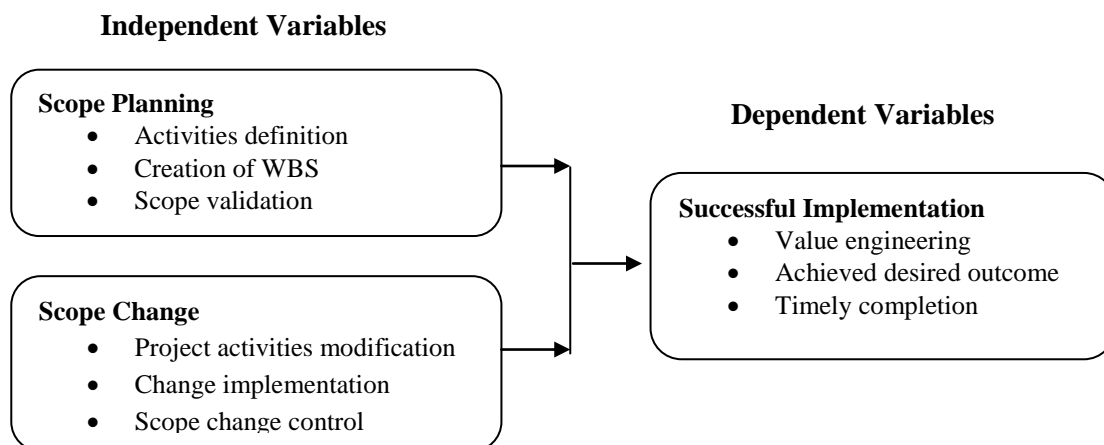 Independent Variables
Scope Planning
• Activities definition
• Creation of WBS
• Scope validation
Dependent Variables
Successful Implementation
• Value engineering
• Achieved desired outcome
• Timely completion
Scope Change
• Project activities modification
• Change implementation
• Scope change control